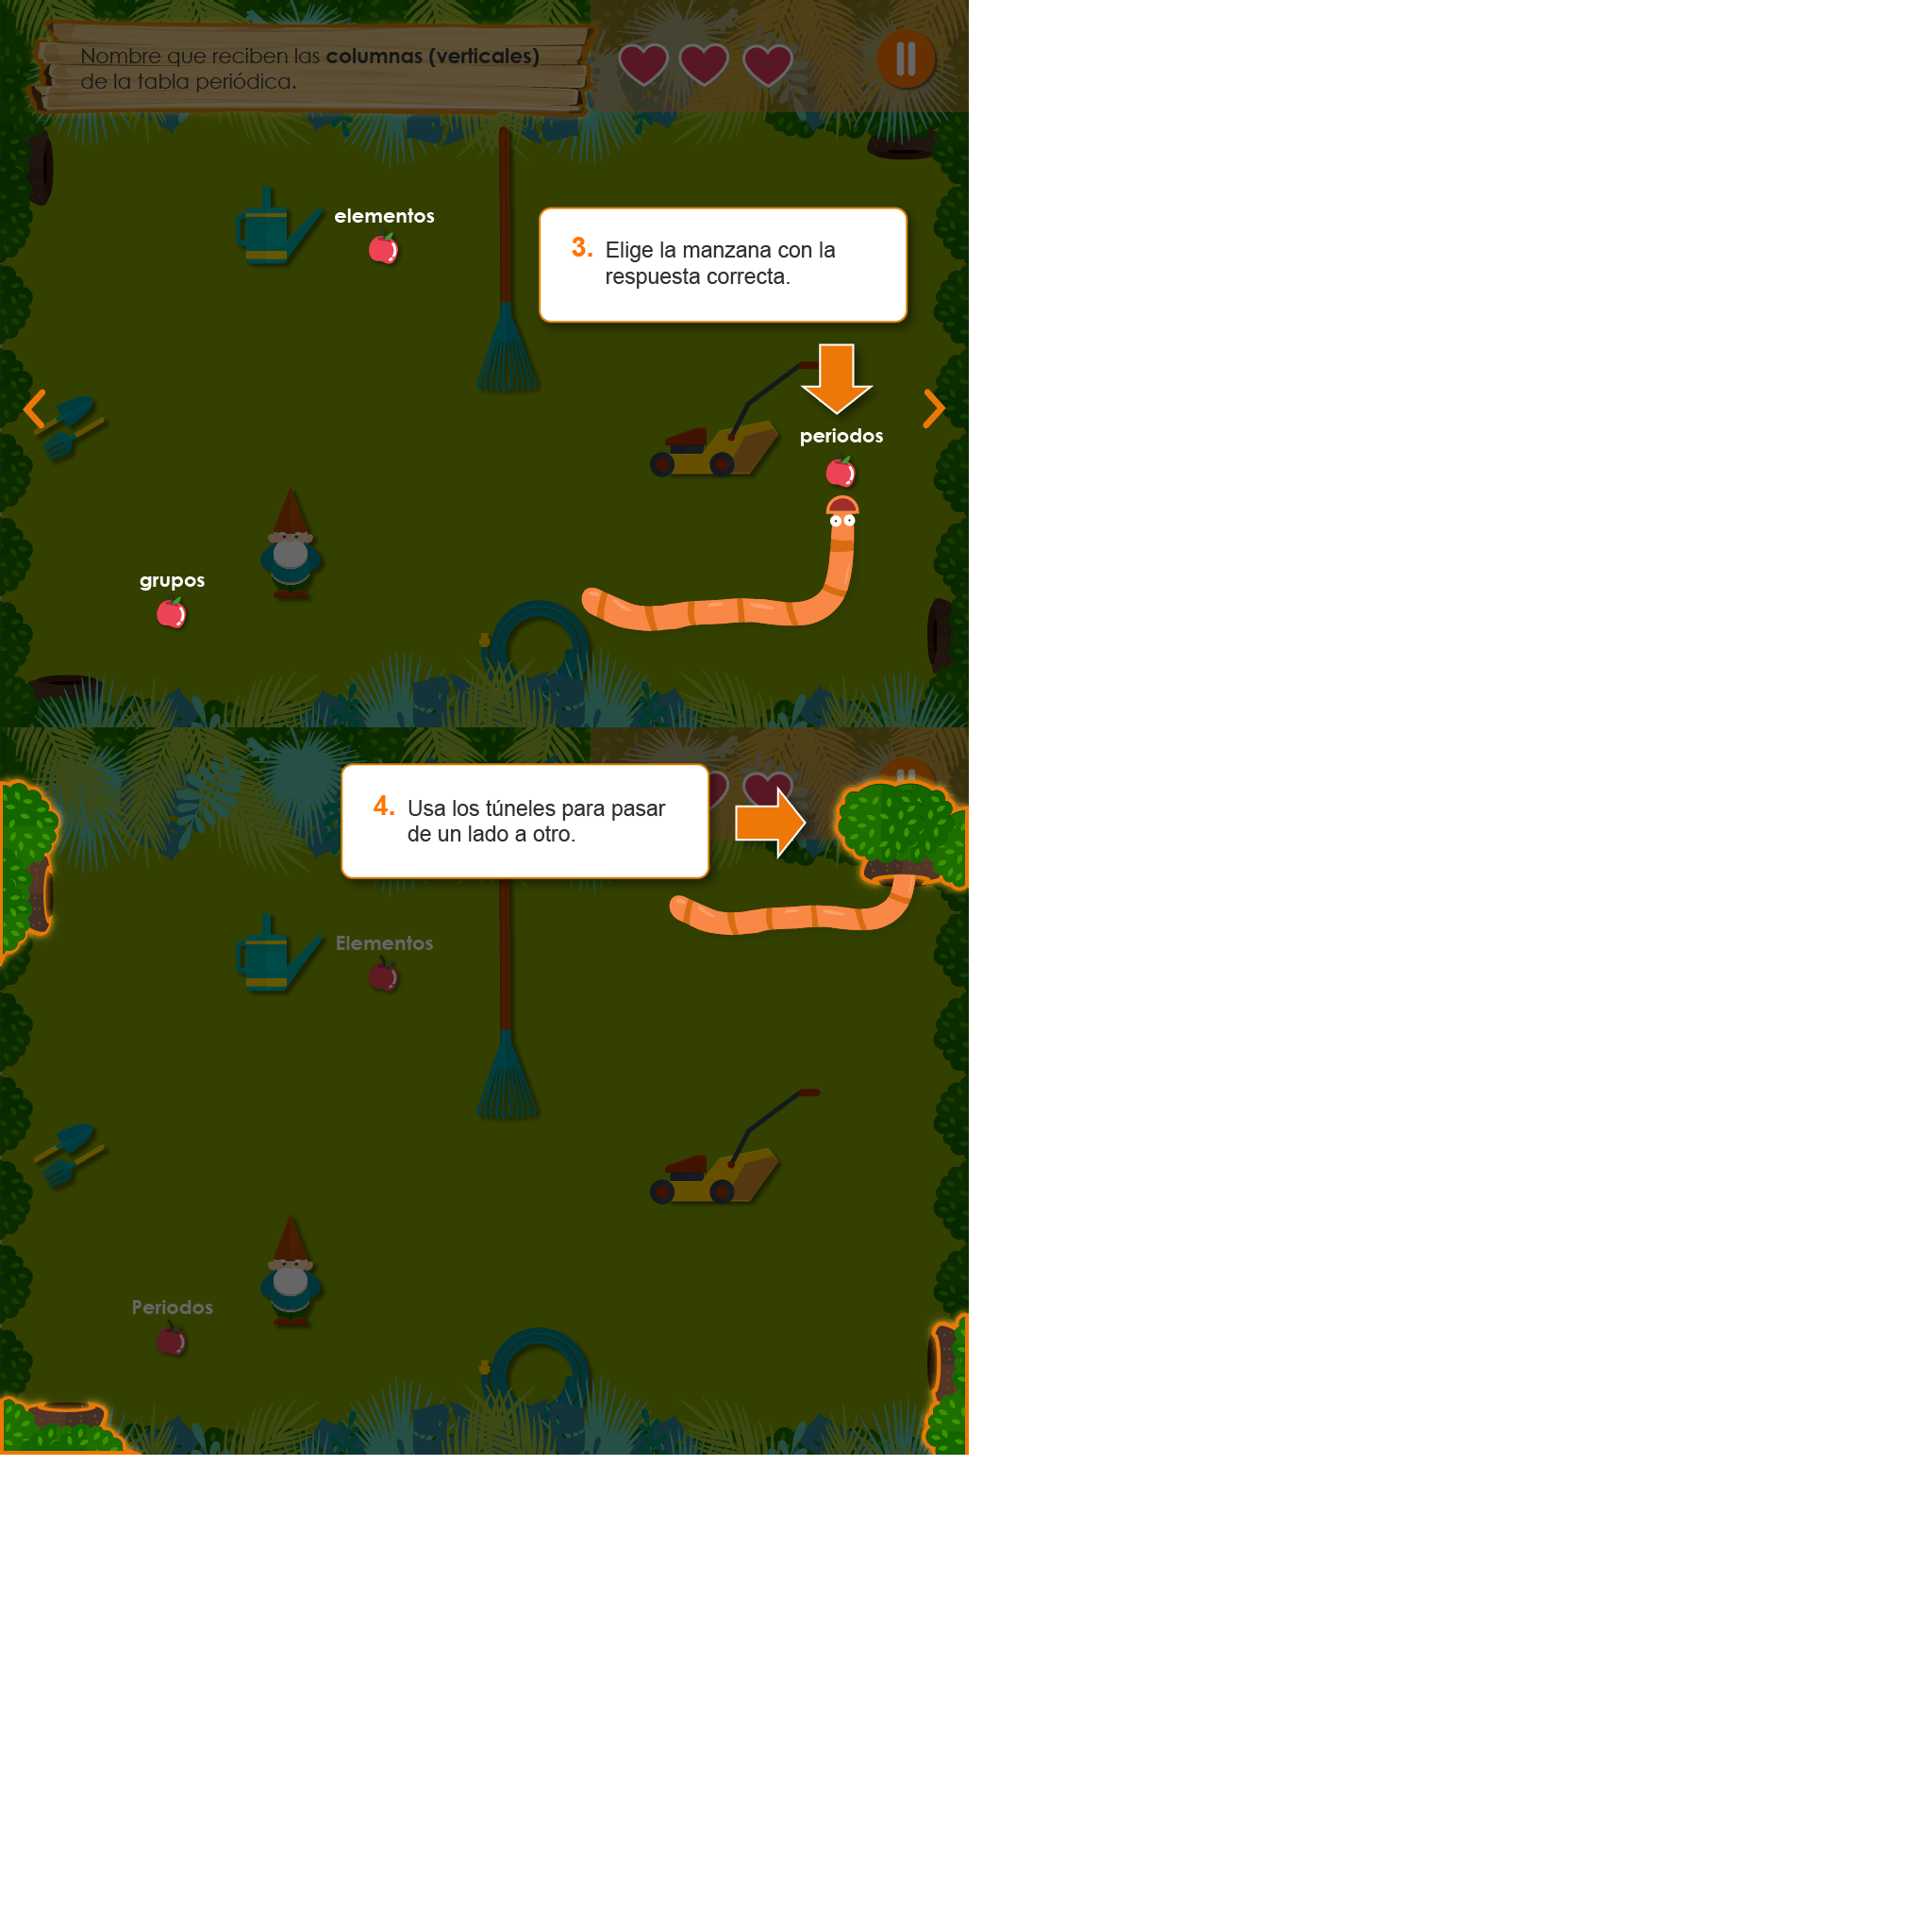 Nombre que reciben las columnas (verticales)
de la tabla periódica.
elementos
3. Elige la manzana con la
respuesta correcta.
periodos
grupos
4. Usa los túneles para pasar
de un lado a otro.
Elementos
Periodos